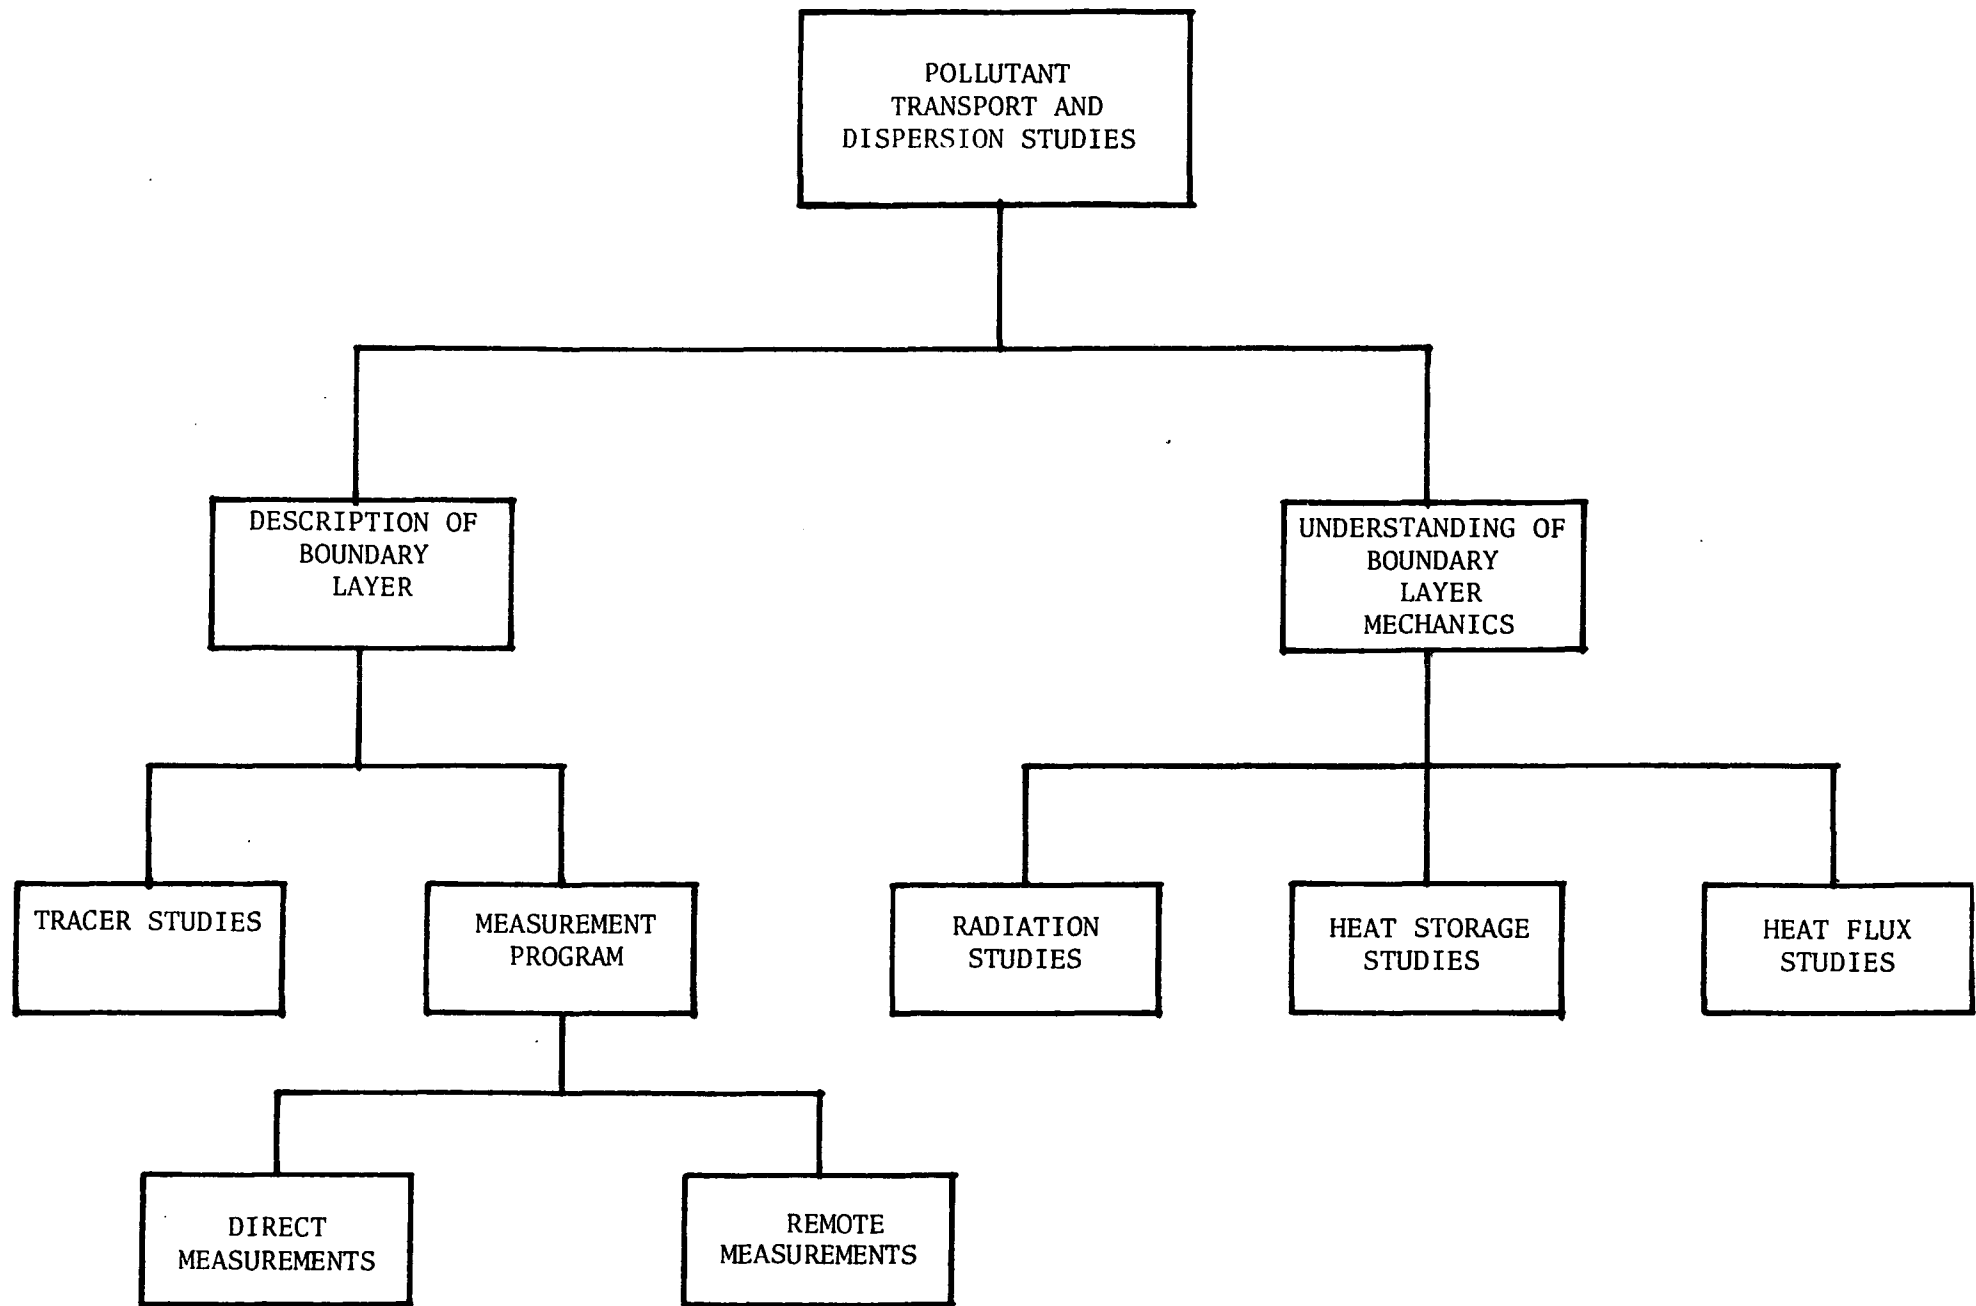 POLLUTANT
TRANSPORT AND
DISPERSION STUDIES
DESCRIPTION OF
BOUNDARY
LAYER
UNDERSTANDING OF
BOUNDARY
LAYER
MECHANICS
TRACER STUDIES
MEASUREMENT
PROGRAM
RADIATION
STUDIES
HEAT STORAGE
STUDIES
HEAT FLUX
STUDIES
DIRECT
MEASUREMENTS
REMOTE
MEASUREMENTS